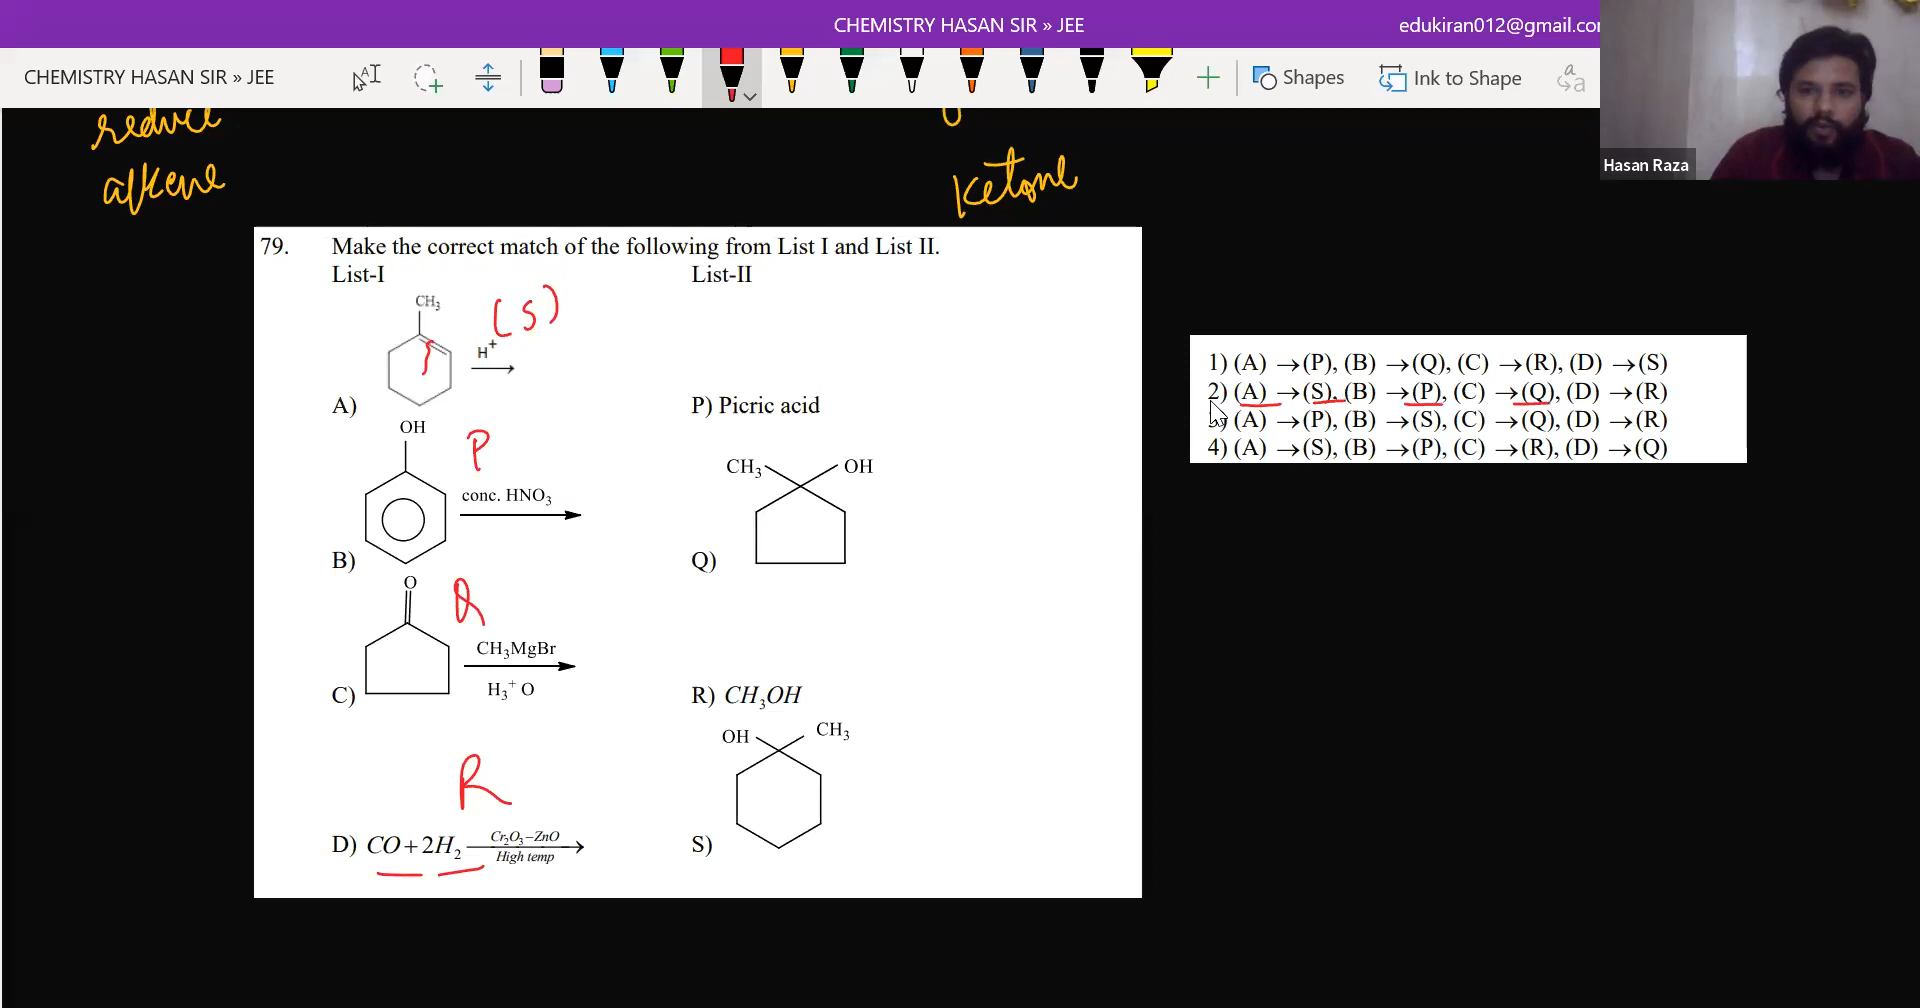 CHEMISTRY HASAN SIR » JEE
edukiran012@gmail.co
CHEMISTRY HASAN SIR » JEE
Shapes
Ink to Shape
Hasan Raza
reduce
alkene
Ketone
79. Make the correct match of the following from List I and List II.
List-I List-II
CH₃
(S)
H⁺
A) P) Picric acid
OH
P
conc. HNO₃
CH₃ OH
B) Q)
O
Q
CH₃MgBr
H₃⁺O
C) R) CH₃OH
OH CH₃
R
D) CO+2H₂ Cr₂O₃–ZnO →
High temp
S)
1) (A) →(P), (B) →(Q), (C) →(R), (D) →(S)
2) (A) →(S), (B) →(P), (C) →(Q), (D) →(R)
(A) →(P), (B) →(S), (C) →(Q), (D) →(R)
4) (A) →(S), (B) →(P), (C) →(R), (D) →(Q)